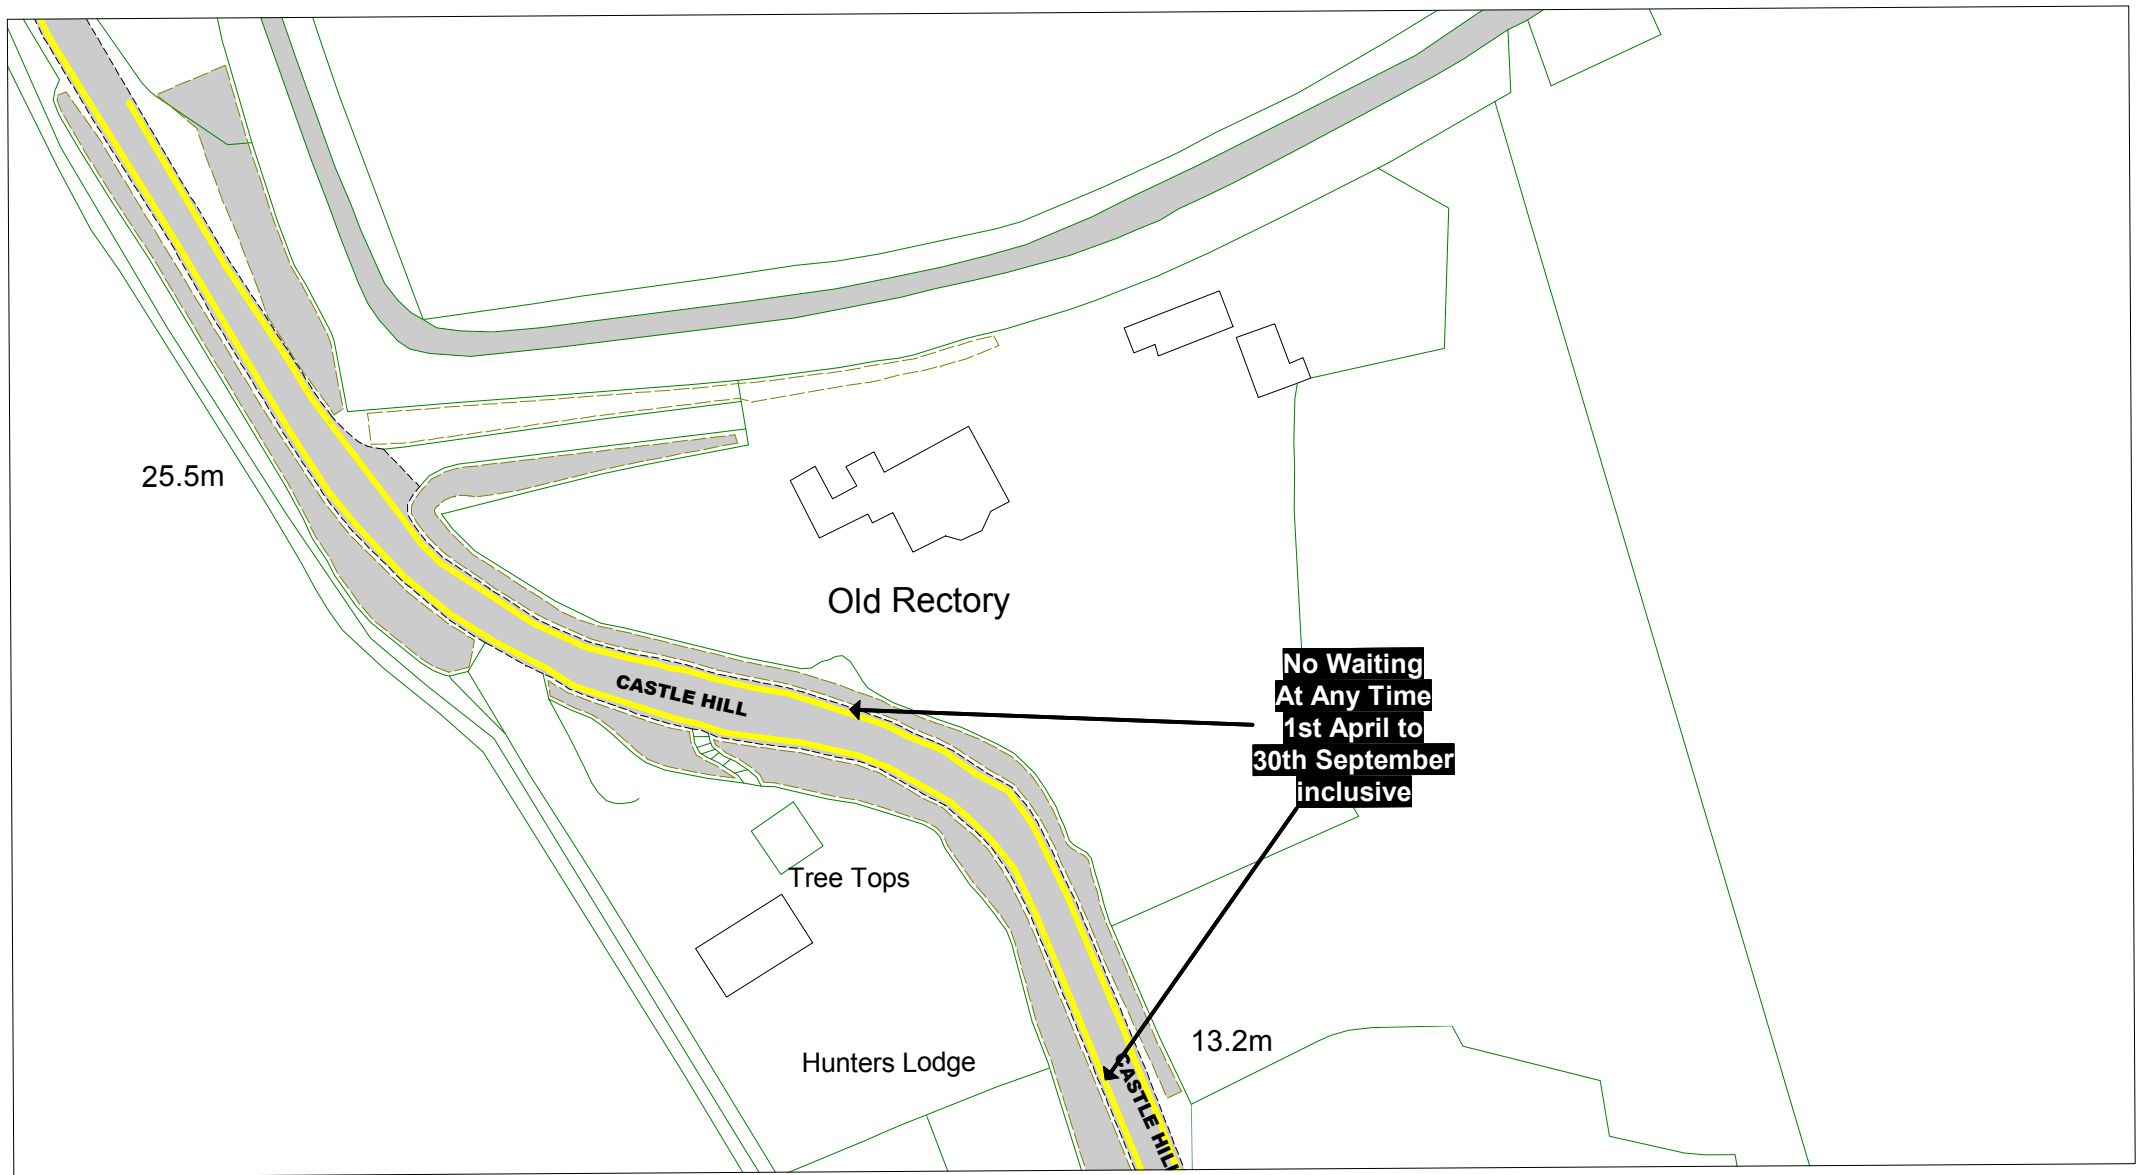 25.5m
Old Rectory
No Waiting
At Any Time
1st April to
30th September
inclusive
CASTLE HILL
Tree Tops
13.2m
Hunters Lodge
CASTLE HILL